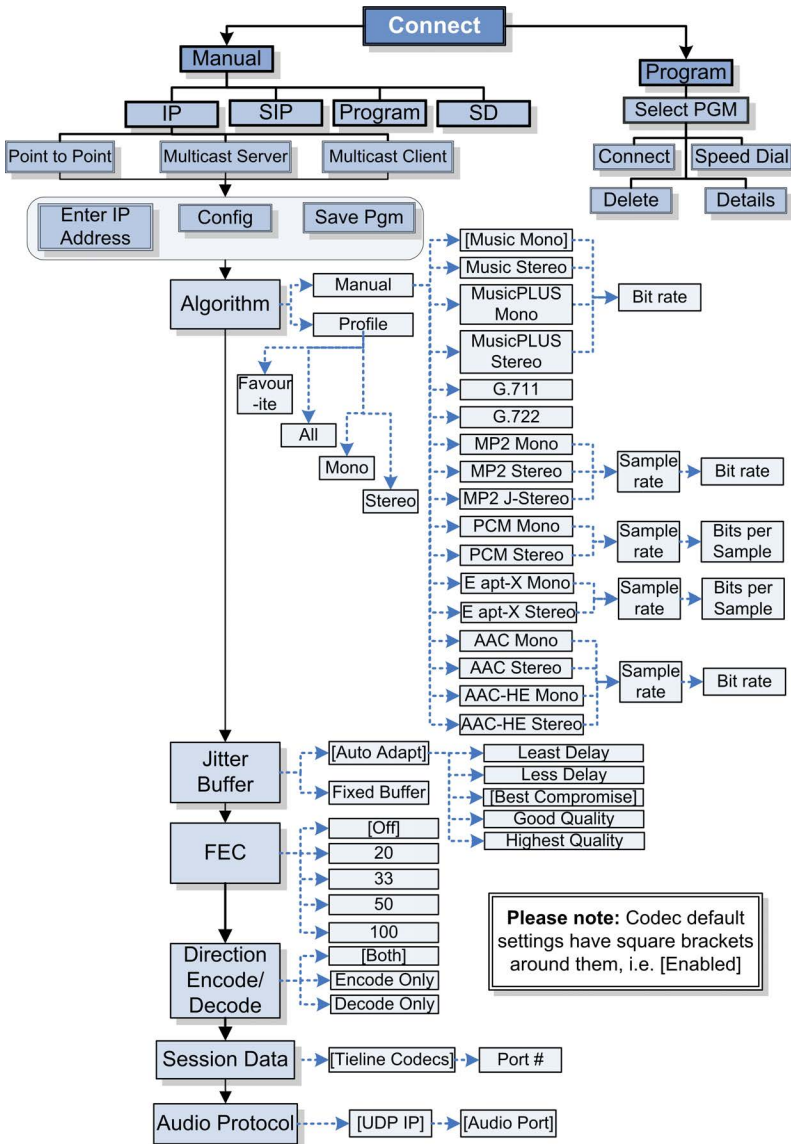 Connect
Manual
Program
IP
SIP
Program
SD
Select PGM
Point to Point
Multicast Server
Multicast Client
Connect
Speed Dial
Delete
Details
Enter IP
Address
Config
Save Pgm
Algorithm
Manual
Profile
Favour
-ite
All
Mono
Stereo
[Music Mono]
Music Stereo
MusicPLUS
Mono
MusicPLUS
Stereo
Bit rate
G.711
G.722
MP2 Mono
MP2 Stereo
MP2 J-Stereo
Sample
rate
Bit rate
PCM Mono
PCM Stereo
Sample
rate
Bits per
Sample
E apt-X Mono
E apt-X Stereo
Sample
rate
Bits per
Sample
AAC Mono
AAC Stereo
AAC-HE Mono
AAC-HE Stereo
Sample
rate
Bit rate
Jitter
Buffer
[Auto Adapt]
Fixed Buffer
Least Delay
Less Delay
[Best Compromise]
Good Quality
Highest Quality
FEC
[Off]
20
33
50
100
Please note: Codec default
settings have square brackets
around them, i.e. [Enabled]
Direction
Encode/
Decode
[Both]
Encode Only
Decode Only
Session Data
[Tieline Codecs]
Port #
Audio Protocol
[UDP IP]
[Audio Port]